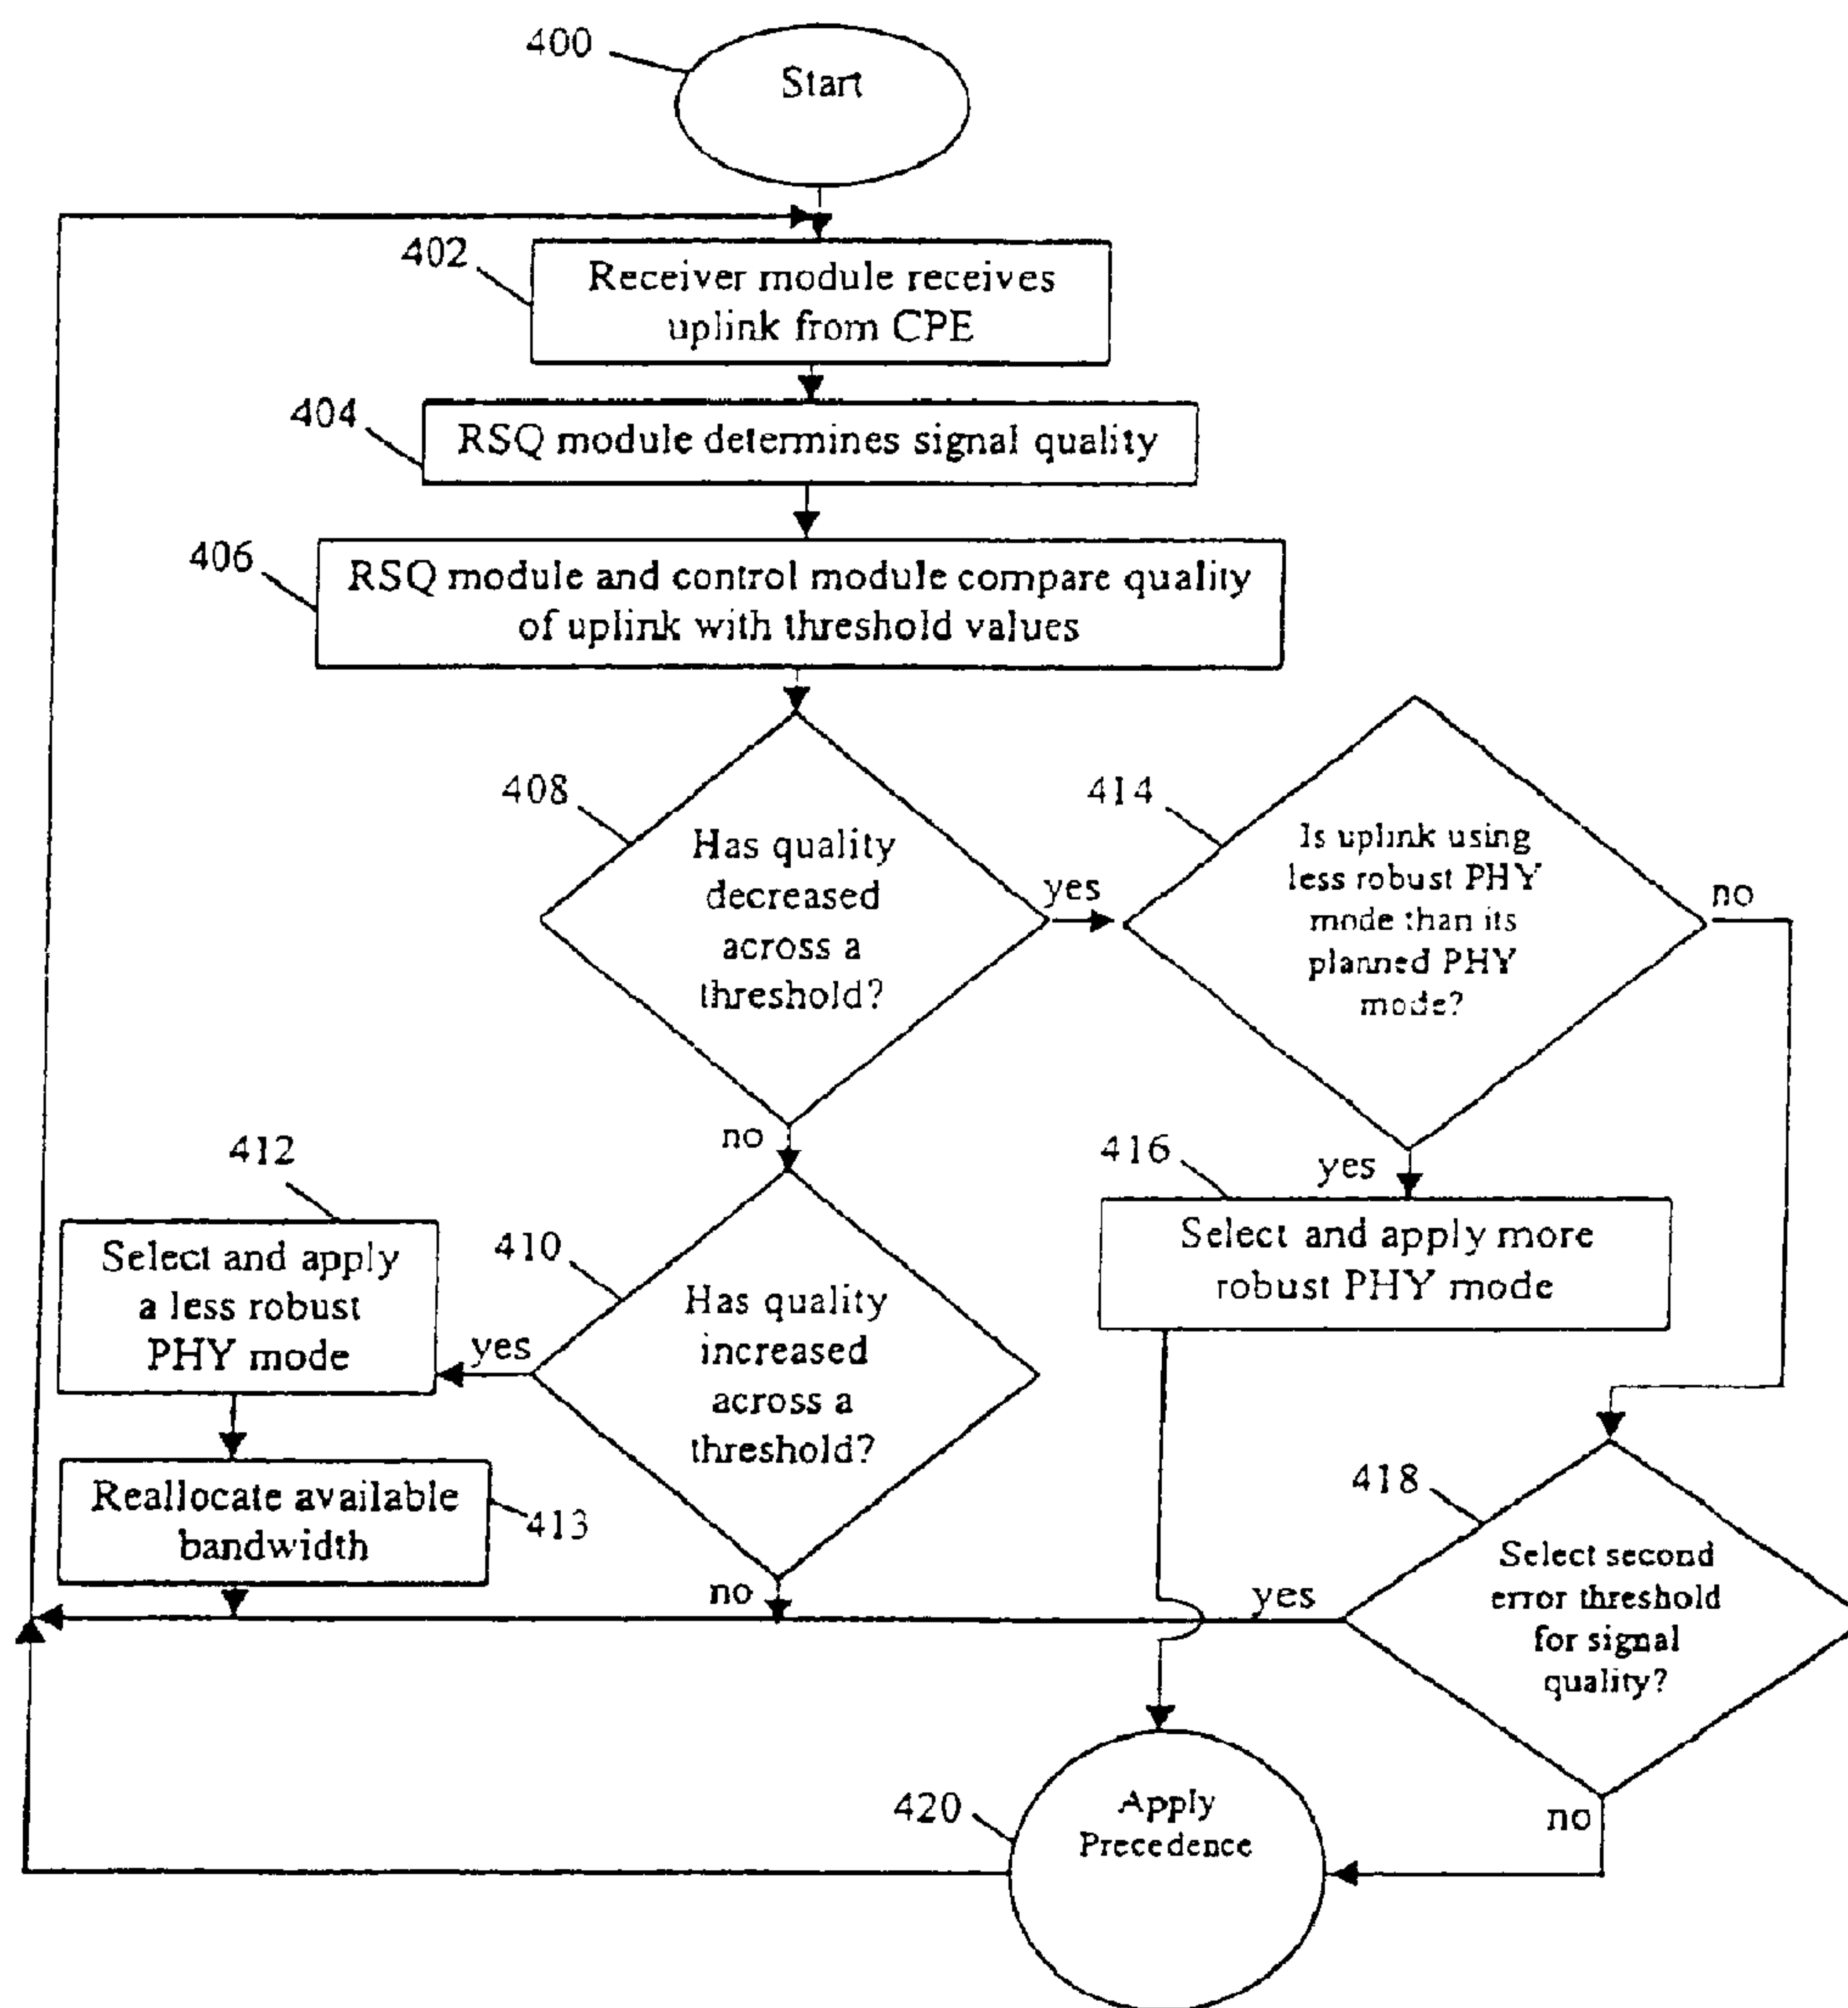 400
Start
402
Receiver module receives
uplink from CPE
404
RSQ module determines signal quality
406
RSQ module and control module compare quality
of uplink with threshold values
408
Has quality
decreased
across a
threshold?
yes
414
Is uplink using
less robust PHY
mode than its
planned PHY
mode?
no
no
yes
412
Select and apply
a less robust
PHY mode
yes
410
Has quality
increased
across a
threshold?
416
Select and apply more
robust PHY mode
Reallocate available
bandwidth
413
no
418
Select second
error threshold
for signal
quality?
yes
no
420
Apply
Precedence